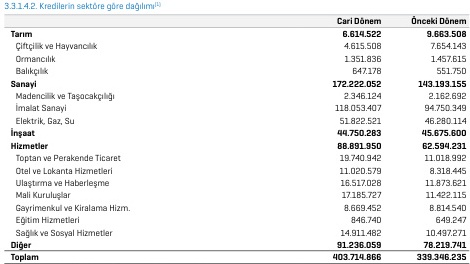 3.3.1.4.2. Kredilerin sektöre göre dağılımı(1)
Cari Dönem Önceki Dönem
Tarım 6.614.522 9.663.508
Çiftçilik ve Hayvancılık 4.615.508 7.654.143
Ormancılık 1.351.836 1.457.615
Balıkçılık 647.178 551.750
Sanayi 172.222.052 143.193.155
Madencilik ve Taşocakçılığı 2.346.124 2.162.692
İmalat Sanayi 118.053.407 94.750.349
Elektrik, Gaz, Su 51.822.521 46.280.114
İnşaat 44.750.283 45.675.600
Hizmetler 88.891.950 62.594.231
Toptan ve Perakende Ticaret 19.740.942 11.018.992
Otel ve Lokanta Hizmetleri 11.020.579 8.318.445
Ulaştırma ve Haberleşme 16.517.028 11.873.621
Mali Kuruluşlar 17.185.727 11.422.115
Gayrimenkul ve Kiralama Hizm. 8.669.452 8.814.540
Eğitim Hizmetleri 846.740 649.247
Sağlık ve Sosyal Hizmetler 14.911.482 10.497.271
Diğer 91.236.059 78.219.741
Toplam 403.714.866 339.346.235